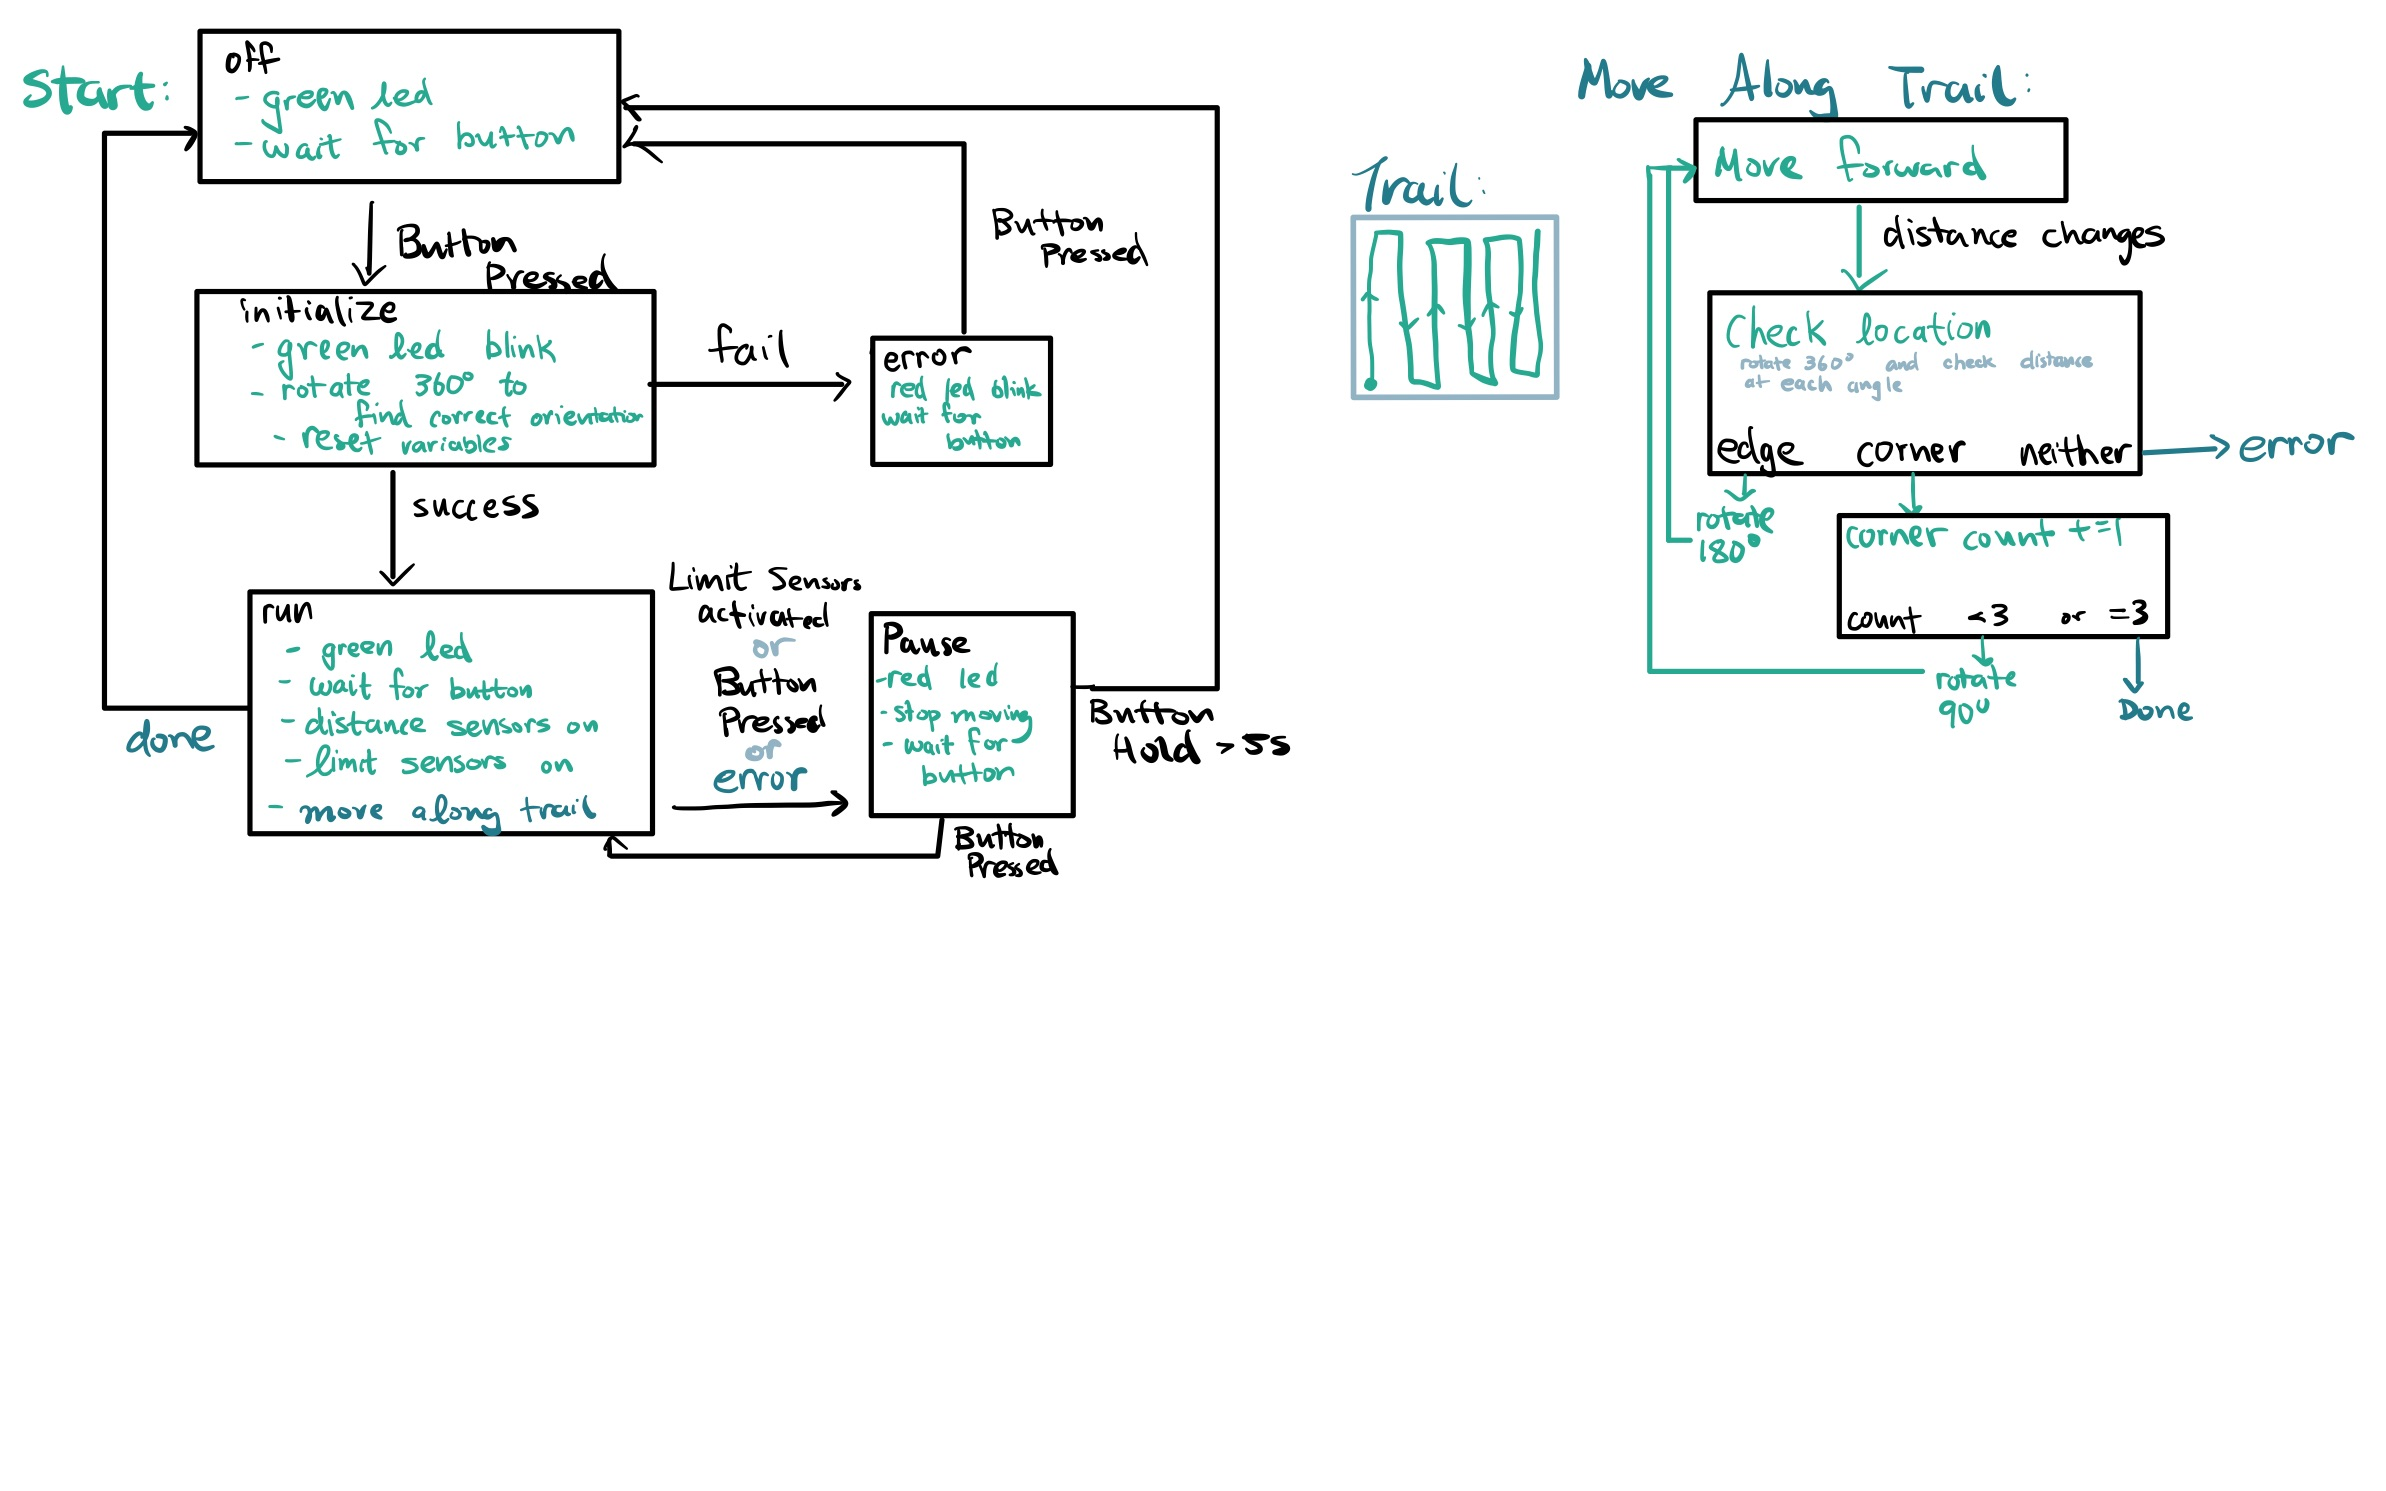 Start:
off
- green led
- wait for button
Button
Pressed
initialize
- green led blink
- rotate 360° to
find correct orientation
- reset variables
fail
error
red led blink
wait for
button
Button
Pressed
success
run
- green led
- wait for button
- distance sensors on
- limit sensors on
- move along trail
done
Limit Sensors
activated
or
Button
Pressed
or
error
Pause
- red led
- stop moving
- wait for
button
Button
Hold > 5s
Button
Pressed
Trail:
Move Along Trail:
Move forward
distance changes
Check location
rotate 360° and check distance
at each angle
edge corner neither
error
rotate
180°
corner count +=1
count <3 or =3
rotate
90°
Done